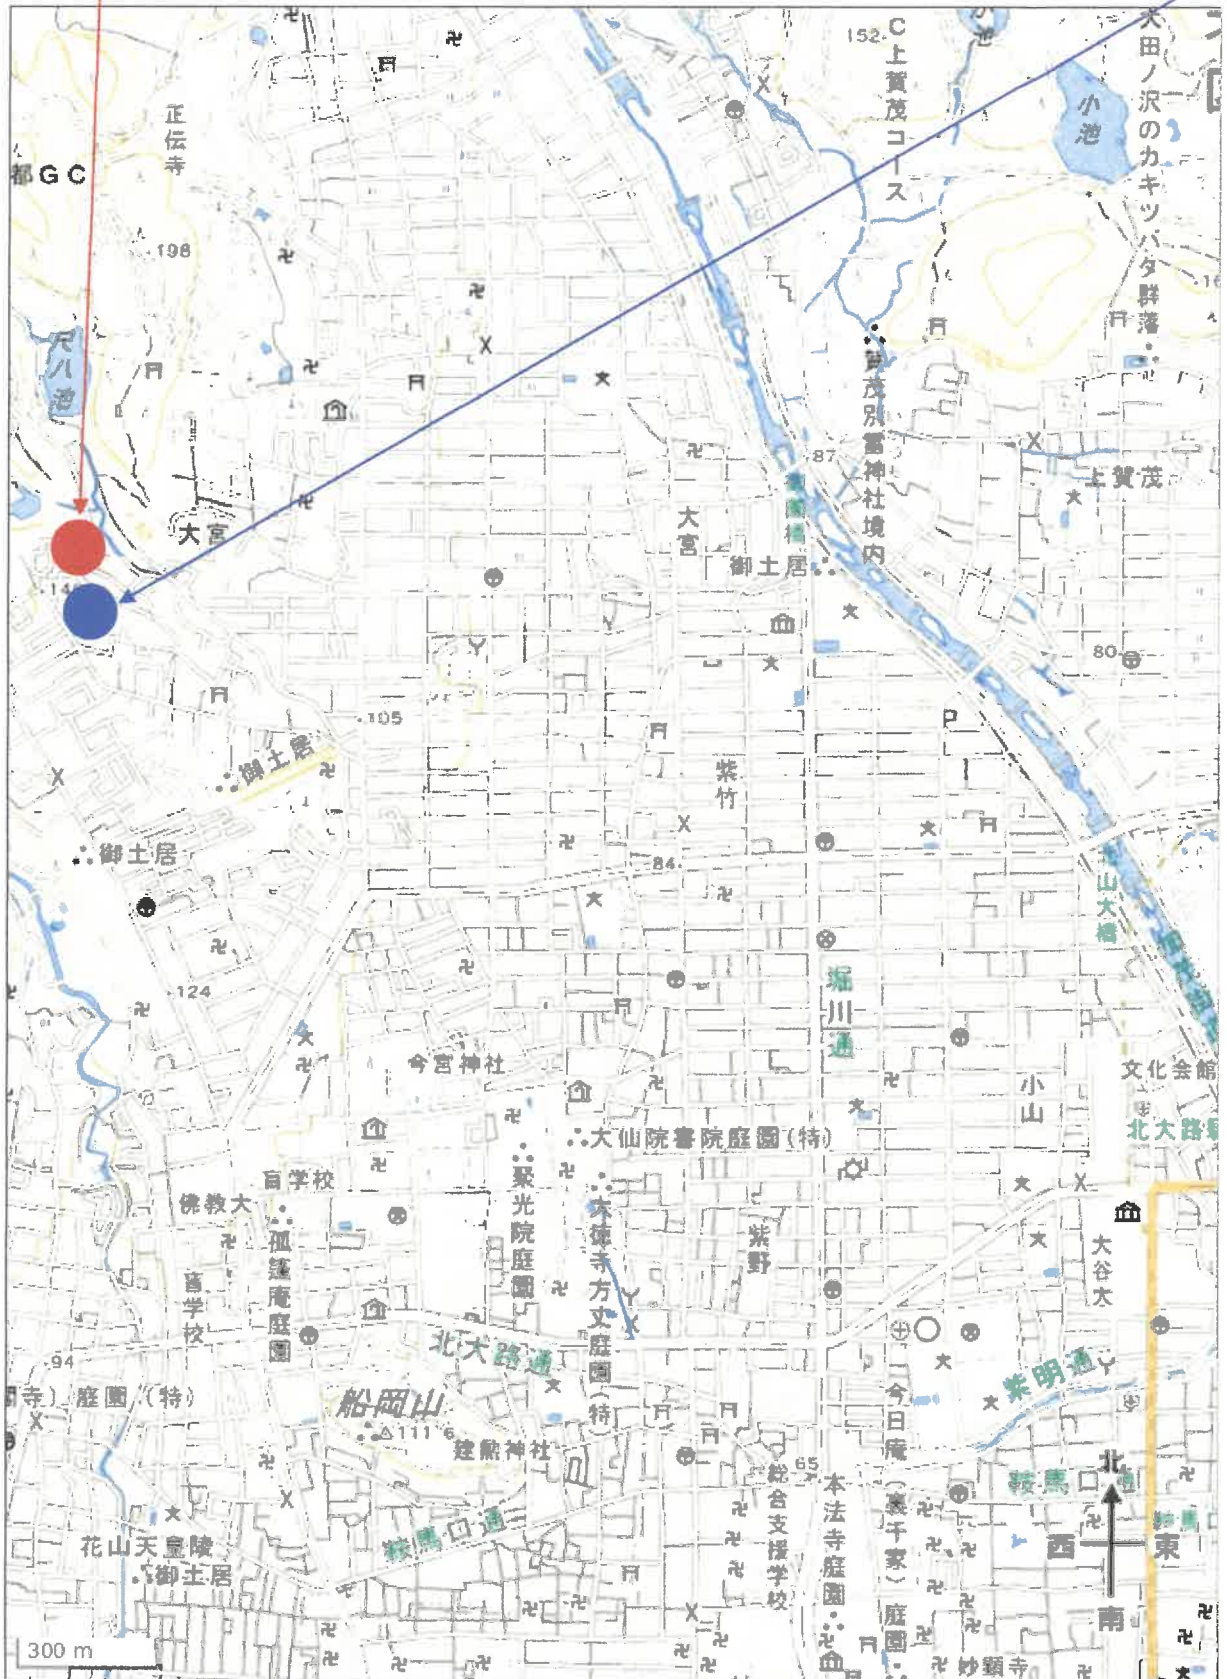 152
C上賀茂コース
小池
大田ノ沢のカキツバタ群落
正伝寺
都GC
198
尺八池
賀茂別雷神社境内
87
上賀茂
大宮
大宮
御土居
80
105
御土居
紫竹
御土居
84
124
堀川通
今宮神社
小山
文化会館
北大路駅
大仙院書院庭園(特)
盲学校
佛教大
聚光院庭園
大徳寺方丈庭園(特)
孤篷庵庭園
紫野
大谷大
盲学校
北大路通
94
寺)庭園(特)
船岡山
111.6
建勲神社
今日庵(裏千家)庭園
紫明通
65
総合支援学校
本法寺庭園
鞍馬口通
鞍馬口通
北
西
東
南
花山天皇陵
御土居
妙顕寺
300 m